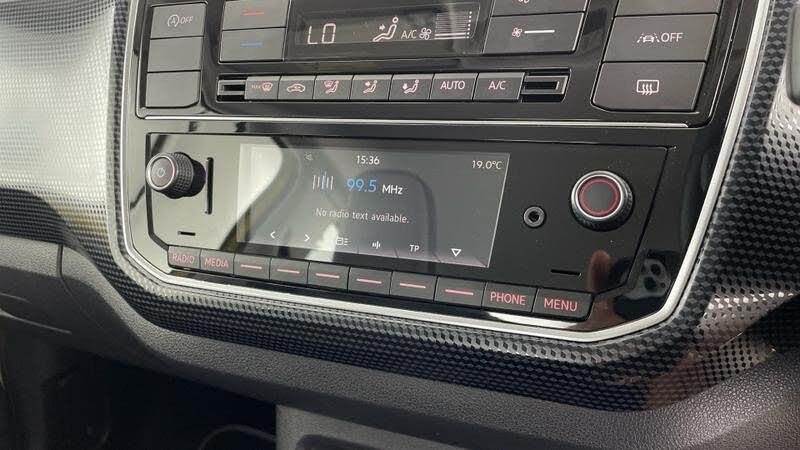 OFF
LO
A/C
OFF
MAX
AUTO
A/C
15:36
19.0°C
99.5 MHz
No radio text available.
TP
RADIO
MEDIA
PHONE
MENU